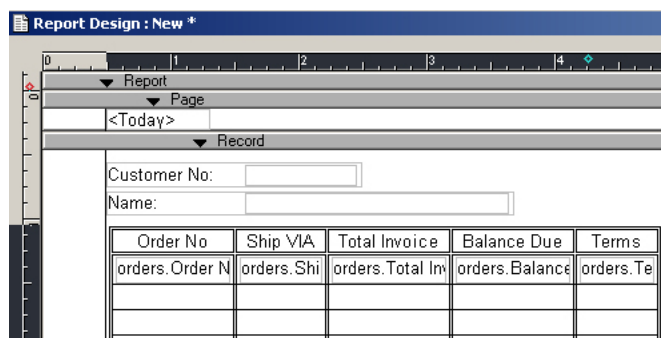 Report Design : New *
0 1 2 3 4
Report
Page
0
<Today>
Record
Customer No:
Name:
Order No Ship VIA Total Invoice Balance Due Terms
orders.Order N orders.Shi orders.Total Inv orders.Balance orders.Te